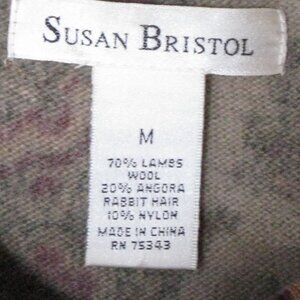 SUSAN BRISTOL
M
70% LAMBS
WOOL
20% ANGORA
RABBIT HAIR
10% NYLON
MADE IN CHINA
RN 75343